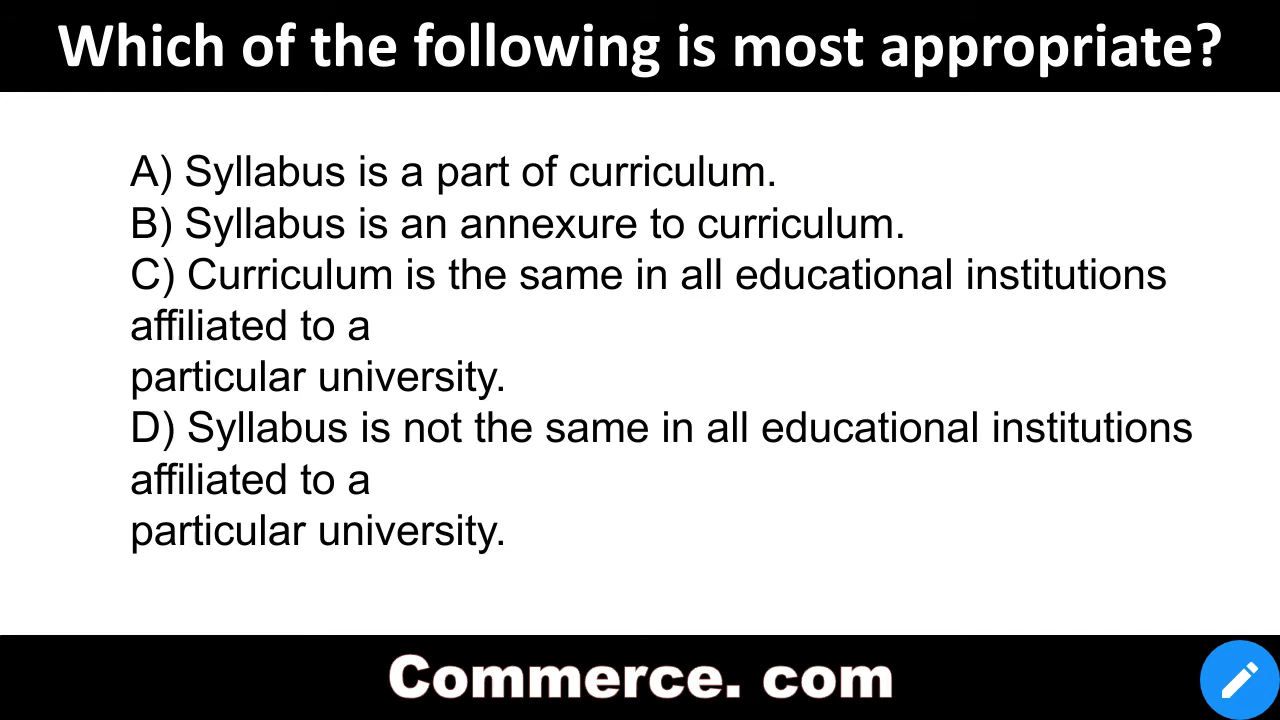 Which of the following is most appropriate?
A) Syllabus is a part of curriculum.
B) Syllabus is an annexure to curriculum.
C) Curriculum is the same in all educational institutions
affiliated to a
particular university.
D) Syllabus is not the same in all educational institutions
affiliated to a
particular university.
Commerce. com